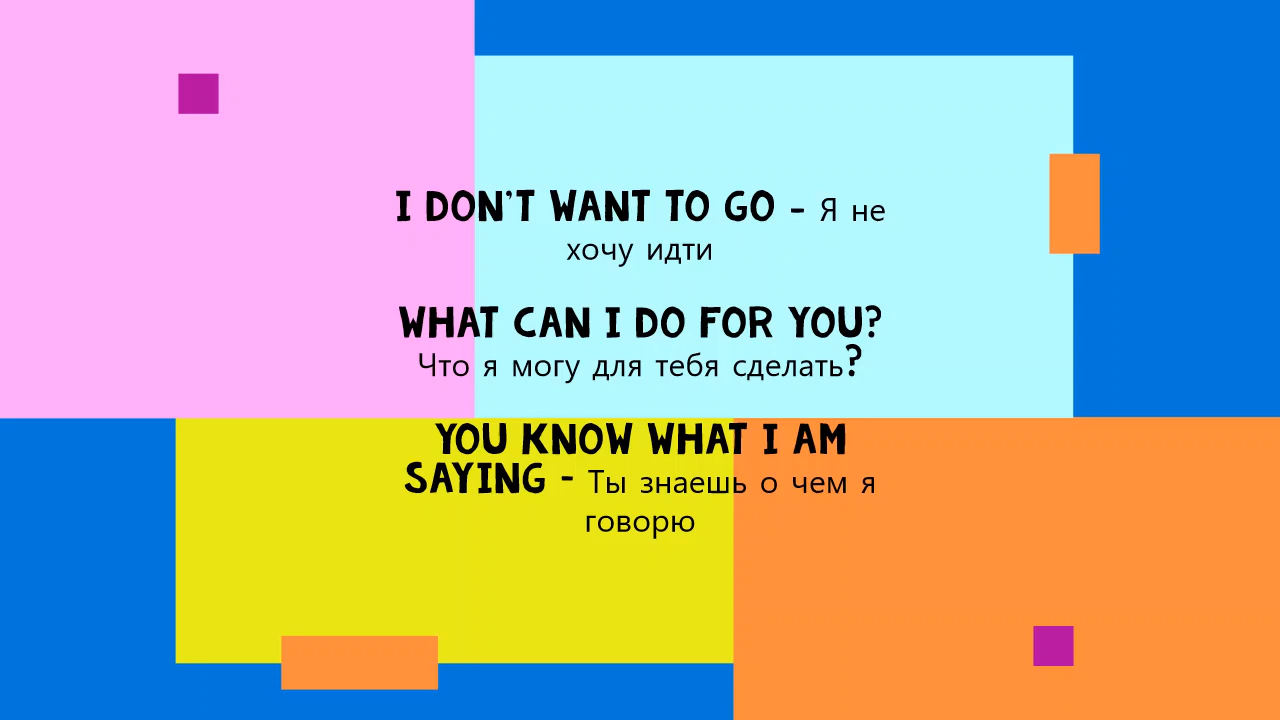 I DON'T WANT TO GO - Я не
хочу идти
WHAT CAN I DO FOR YOU?
Что я могу для тебя сделать?
YOU KNOW WHAT I AM
SAYING - Ты знаешь о чем я
говорю